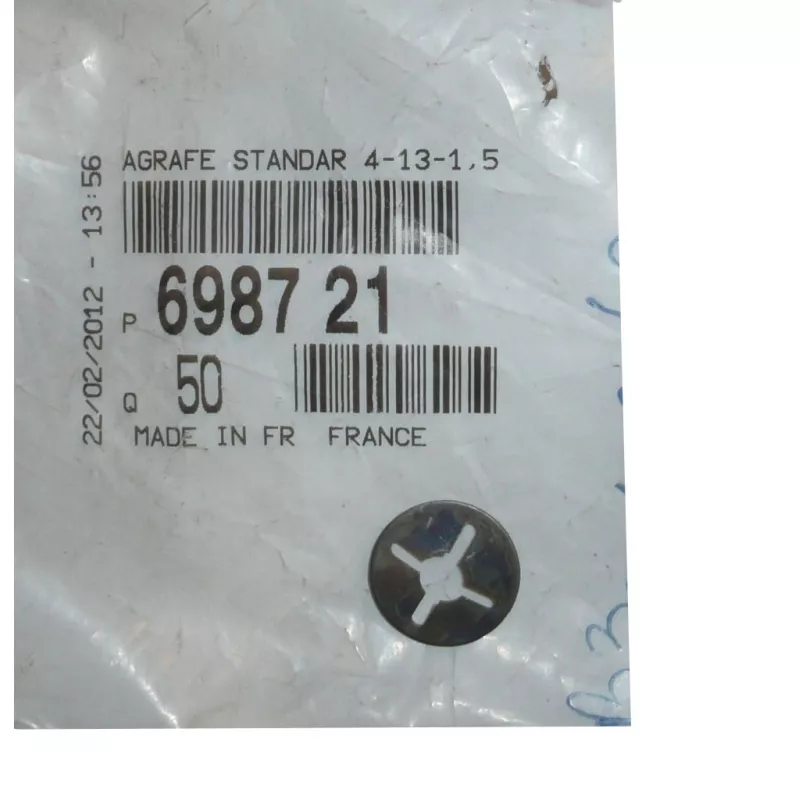 AGRAFE STANDAR 4-13-1,5
22/02/2012 - 13:56
P 6987 21
Q 50
MADE IN FR FRANCE